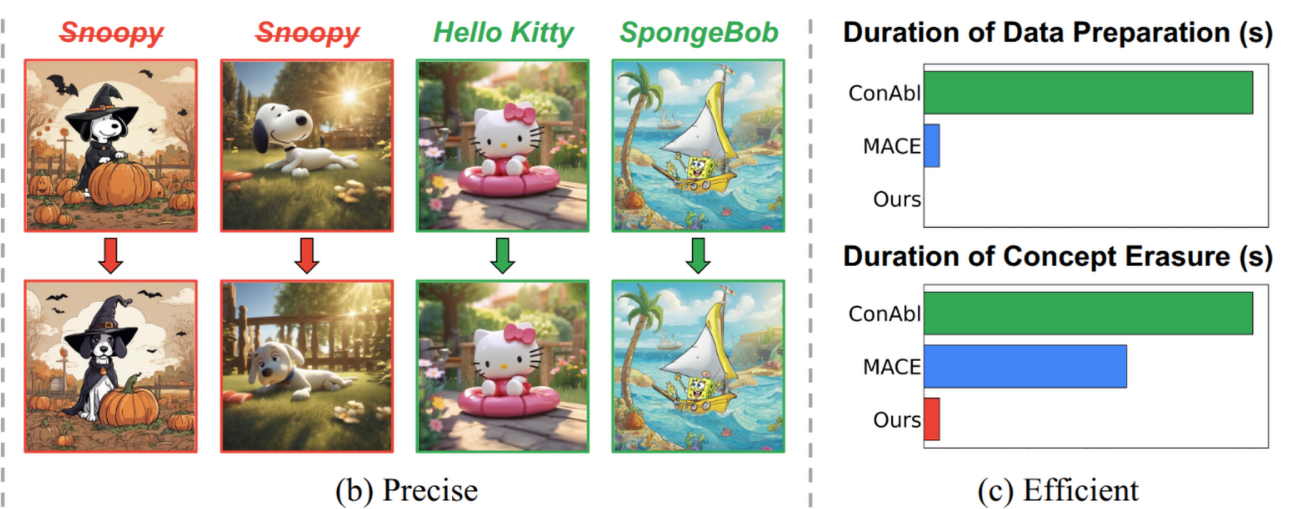 Snoopy
Snoopy
Hello Kitty
SpongeBob
(b) Precise
Duration of Data Preparation (s)
ConAbl
MACE
Ours
Duration of Concept Erasure (s)
ConAbl
MACE
Ours
(c) Efficient